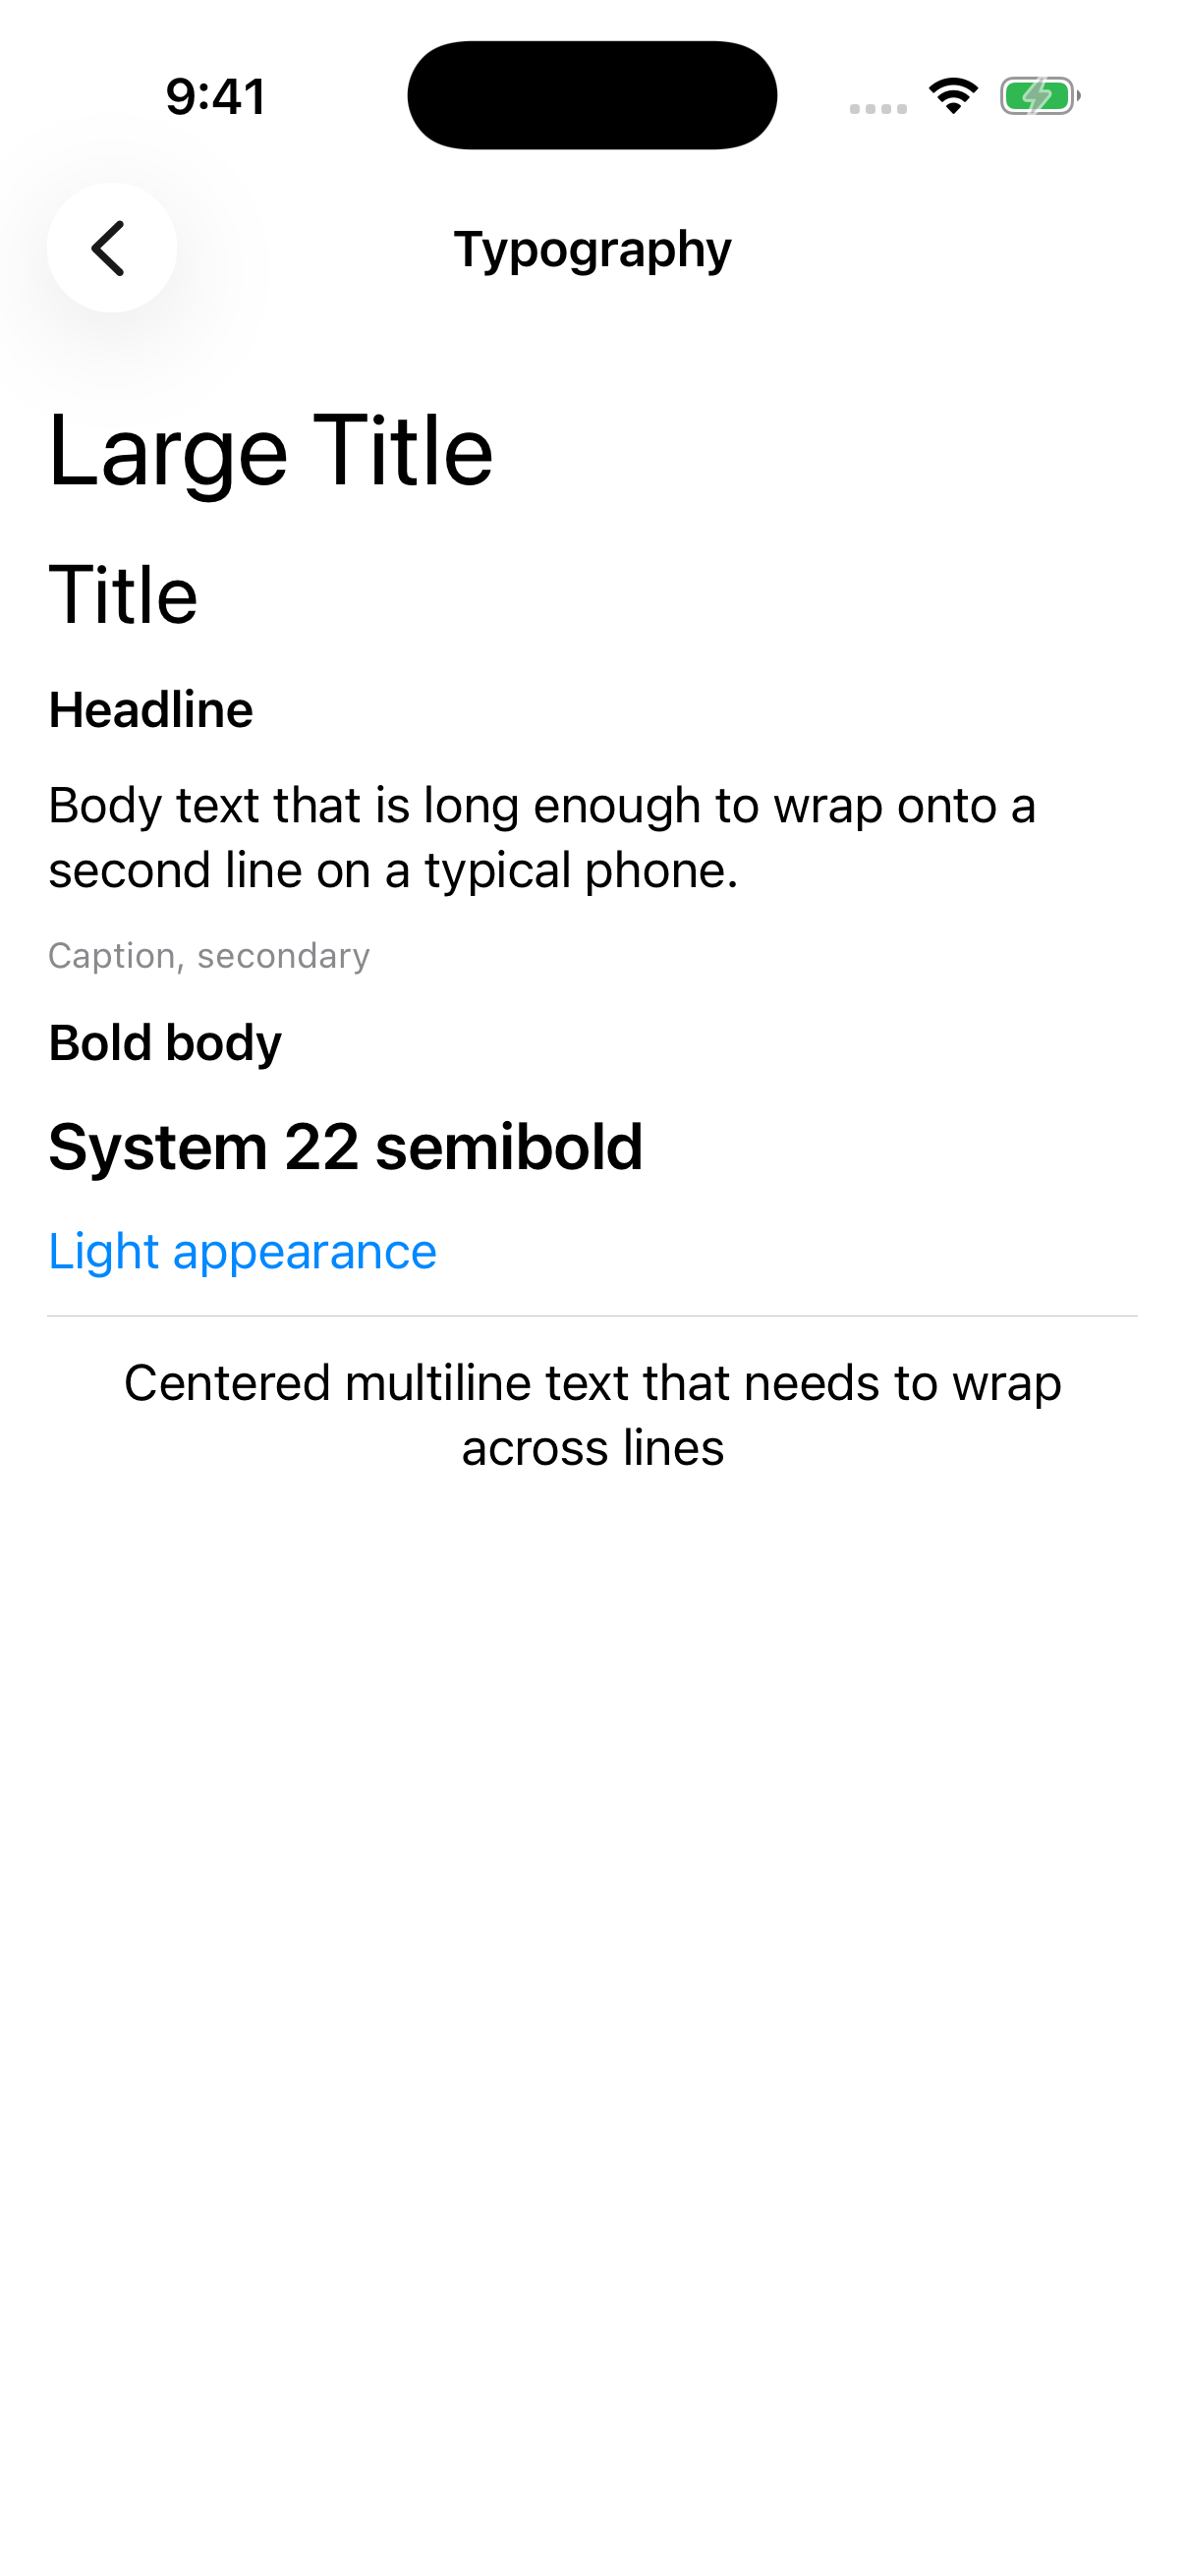 9:41
Typography
Large Title
Title
Headline
Body text that is long enough to wrap onto a
second line on a typical phone.
Caption, secondary
Bold body
System 22 semibold
Light appearance
Centered multiline text that needs to wrap
across lines